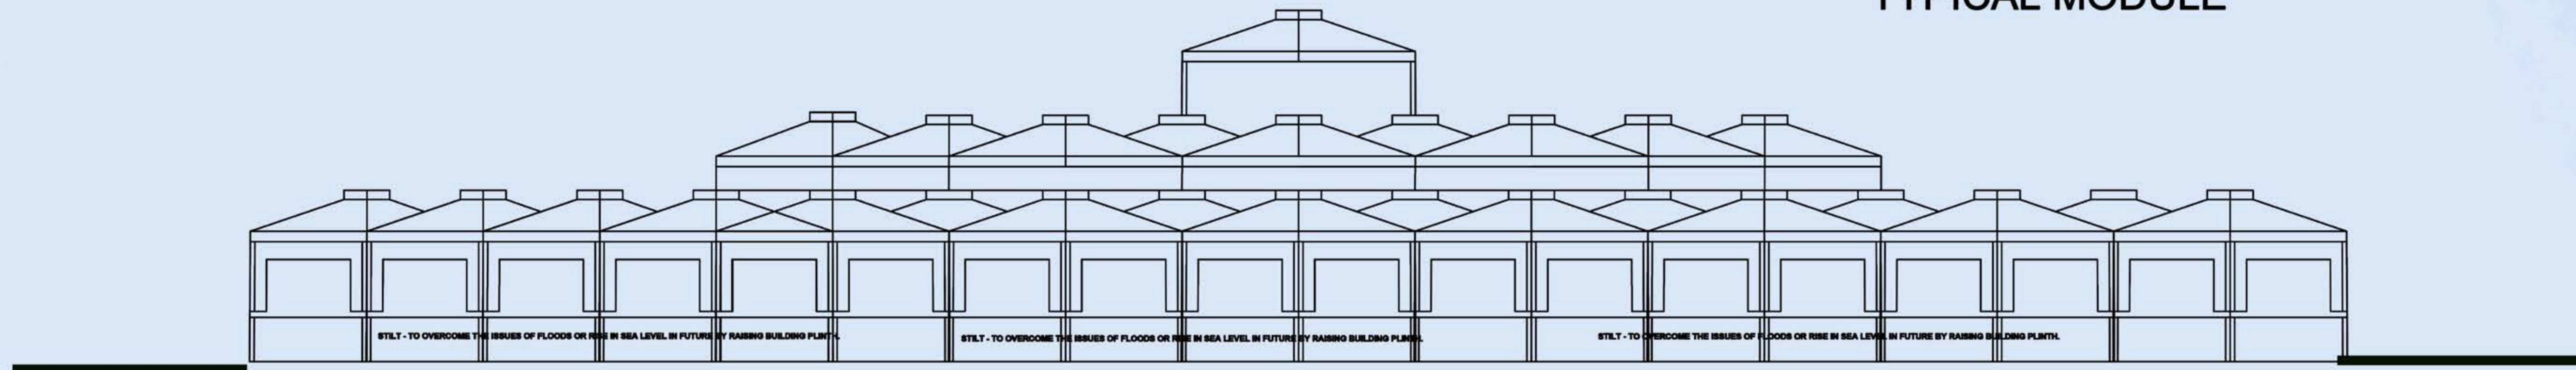 TYPICAL MODULE
STILT - TO OVERCOME THE ISSUES OF FLOODS OR RISE IN SEA LEVEL IN FUTURE BY RAISING BUILDING PLINTH.
STILT - TO OVERCOME THE ISSUES OF FLOODS OR RISE IN SEA LEVEL IN FUTURE BY RAISING BUILDING PLINTH.
STILT - TO OVERCOME THE ISSUES OF FLOODS OR RISE IN SEA LEVEL IN FUTURE BY RAISING BUILDING PLINTH.